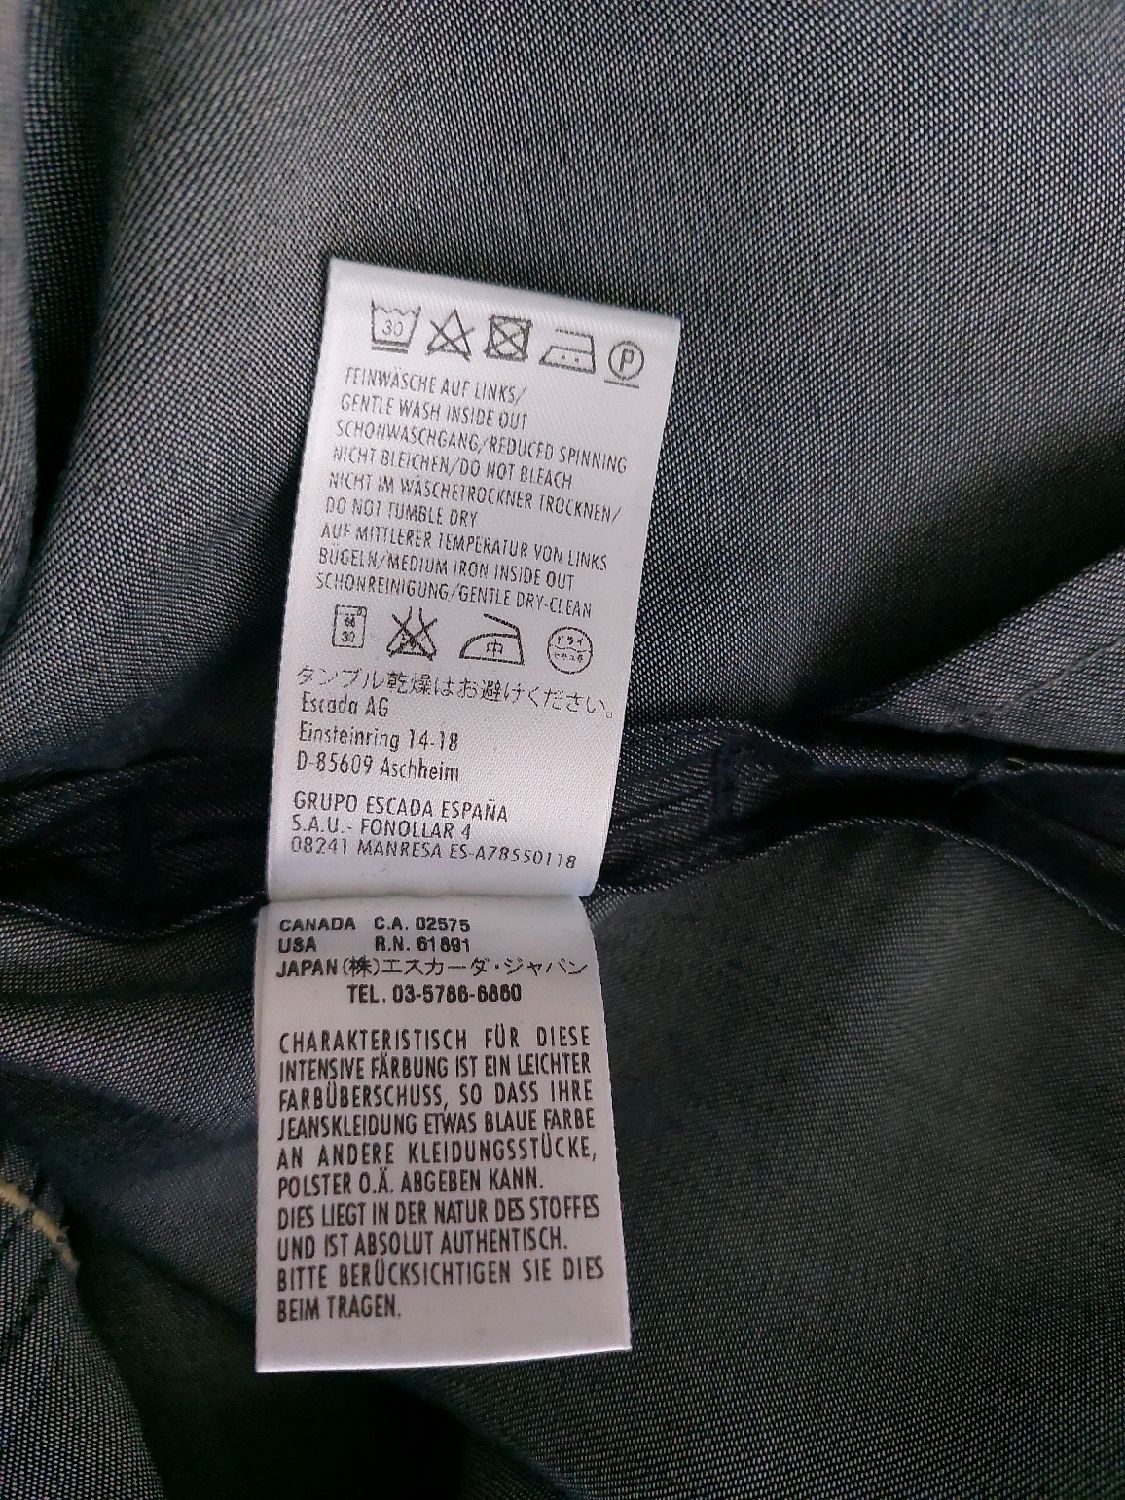 30
P
FEINWÄSCHE AUF LINKS/
GENTLE WASH INSIDE OUT
SCHONWASCHGANG/REDUCED SPINNING
NICHT BLEICHEN/DO NOT BLEACH
NICHT IM WÄSCHETROCKNER TROCKNEN/
DO NOT TUMBLE DRY
AUF MITTLERER TEMPERATUR VON LINKS
BÜGELN/MEDIUM IRON INSIDE OUT
SCHONREINIGUNG/GENTLE DRY-CLEAN
30 中 ドライ
タンブル乾燥はお避けください。
Escada AG
Einsteinring 14-18
D-85609 Aschheim
GRUPO ESCADA ESPAÑA
S.A.U.- FONOLLAR 4
08241 MANRESA ES-A78550118
CANADA C.A. 02575
USA R.N. 61891
JAPAN (株)エスカーダ・ジャパン
TEL. 03-5786-6860
CHARAKTERISTISCH FÜR DIESE
INTENSIVE FÄRBUNG IST EIN LEICHTER
FARBÜBERSCHUSS, SO DASS IHRE
JEANSKLEIDUNG ETWAS BLAUE FARBE
AN ANDERE KLEIDUNGSSTÜCKE,
POLSTER O.Ä. ABGEBEN KANN.
DIES LIEGT IN DER NATUR DES STOFFES
UND IST ABSOLUT AUTHENTISCH.
BITTE BERÜCKSICHTIGEN SIE DIES
BEIM TRAGEN.